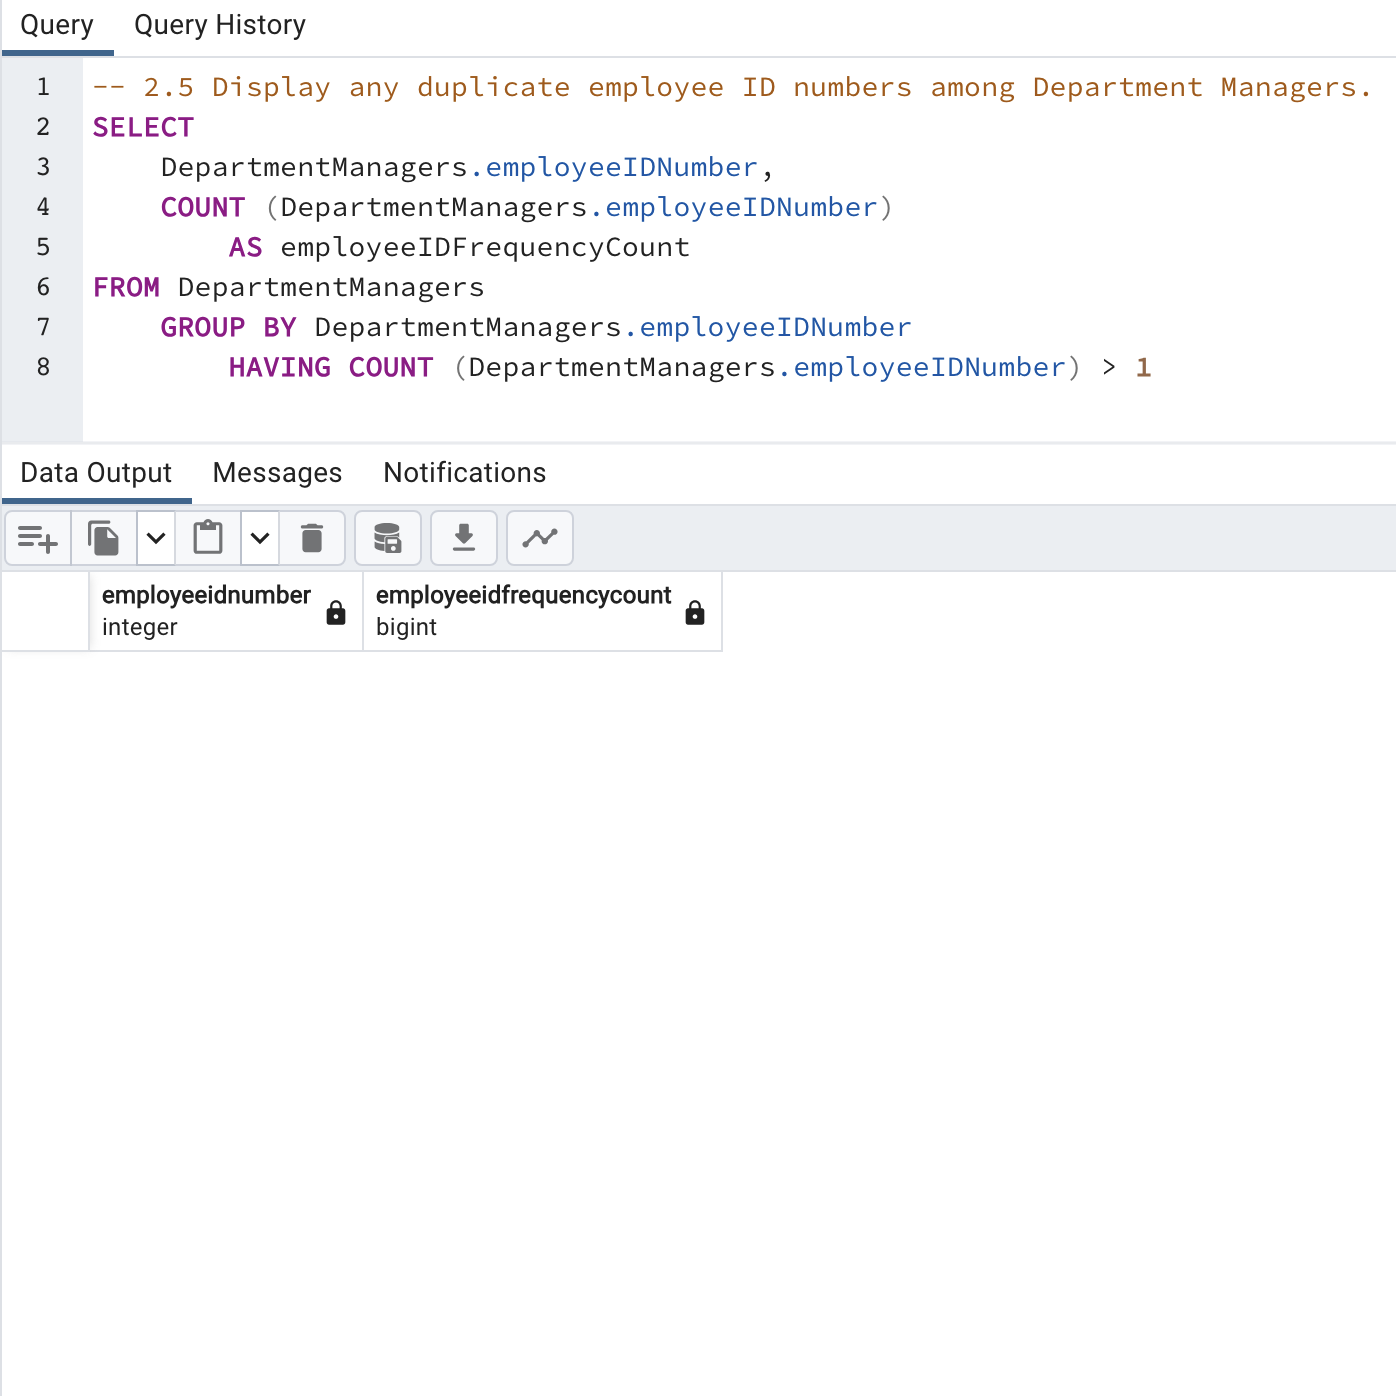 Query Query History
1 -- 2.5 Display any duplicate employee ID numbers among Department Managers.
2 SELECT
3 DepartmentManagers.employeeIDNumber,
4 COUNT (DepartmentManagers.employeeIDNumber)
5 AS employeeIDFrequencyCount
6 FROM DepartmentManagers
7 GROUP BY DepartmentManagers.employeeIDNumber
8 HAVING COUNT (DepartmentManagers.employeeIDNumber) > 1
Data Output Messages Notifications
employeeidnumber employeeidfrequencycount
integer bigint